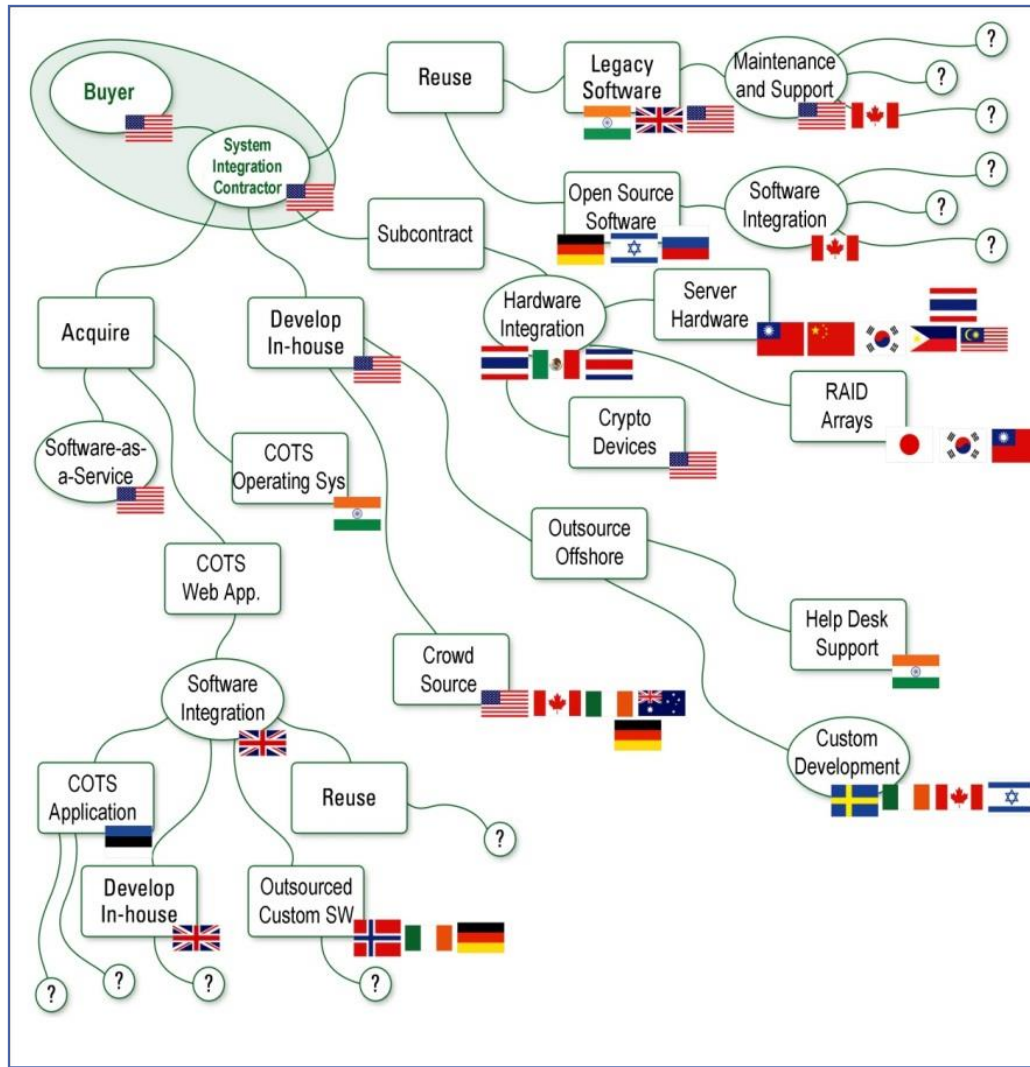 Buyer
System
Integration
Contractor
Reuse
Legacy
Software
Maintenance
and Support
?
?
?
Open Source
Software
Software
Integration
?
?
?
Subcontract
Hardware
Integration
Server
Hardware
RAID
Arrays
Crypto
Devices
Acquire
Develop
In-house
Software-as-
a-Service
COTS
Operating Sys
COTS
Web App.
Outsource
Offshore
Help Desk
Support
Crowd
Source
Custom
Development
Software
Integration
COTS
Application
Reuse
?
Develop
In-house
Outsourced
Custom SW
?
?
?
?